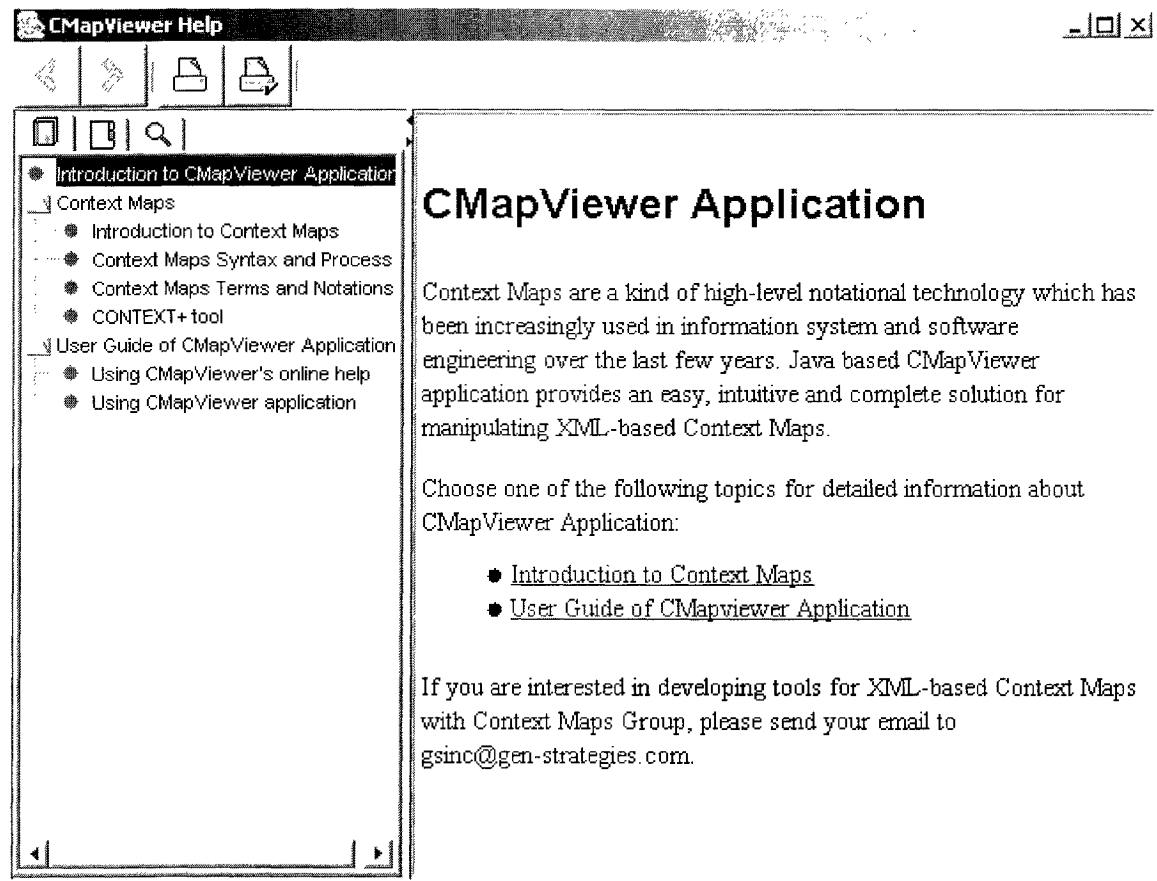 CMapViewer Help
Introduction to CMapViewer Application
Context Maps
Introduction to Context Maps
Context Maps Syntax and Process
Context Maps Terms and Notations
CONTEXT+ tool
User Guide of CMapViewer Application
Using CMapViewer's online help
Using CMapViewer application
CMapViewer Application
Context Maps are a kind of high-level notational technology which has
been increasingly used in information system and software
engineering over the last few years. Java based CMapViewer
application provides an easy, intuitive and complete solution for
manipulating XML-based Context Maps.
Choose one of the following topics for detailed information about
CMapViewer Application:
Introduction to Context Maps
User Guide of CMapviewer Application
If you are interested in developing tools for XML-based Context Maps
with Context Maps Group, please send your email to
gsinc@gen-strategies.com.